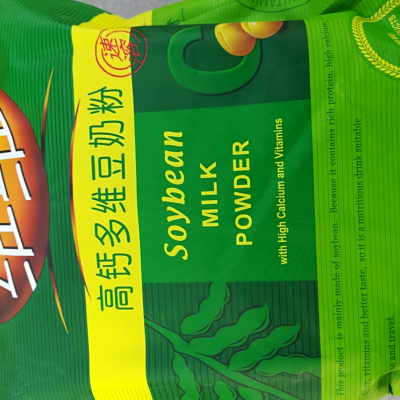 高钙多维豆奶粉
速溶
Soybean
MILK
POWDER
with High Calcium and Vitamins
This product is mainly made of soybean. Because it contains rich protein, high calcium,
vitamins and better taste, so it is a nutritious drink suitable
and travel.